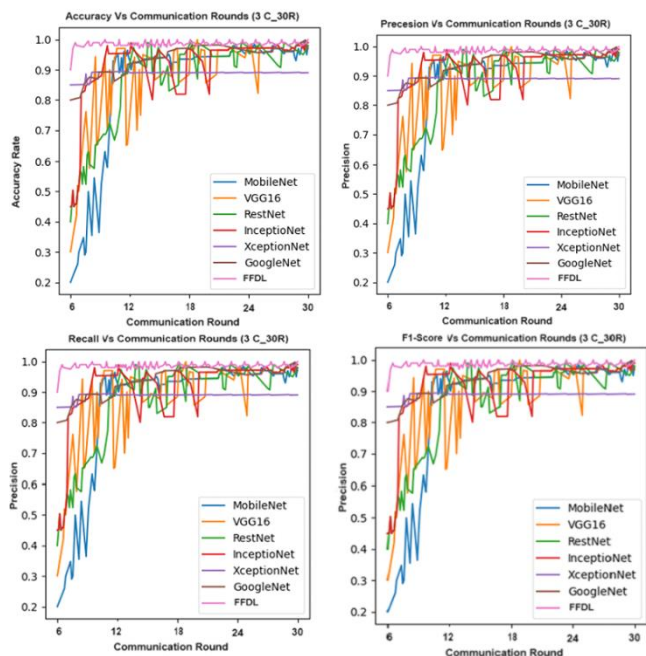 Accuracy Vs Communication Rounds (3 C_30R)
1.0
0.9
0.8
0.7
0.6
0.5
0.4
0.3
0.2
Accuracy Rate
MobileNet
VGG16
RestNet
InceptioNet
XceptionNet
GoogleNet
FFDL
6 12 18 24 30
Communication Round
Precesion Vs Communication Rounds (3 C_30R)
1.0
0.9
0.8
0.7
0.6
0.5
0.4
0.3
0.2
Precision
MobileNet
VGG16
RestNet
InceptioNet
XceptionNet
GoogleNet
FFDL
6 12 18 24 30
Communication Round
Recall Vs Communication Rounds (3 C_30R)
1.0
0.9
0.8
0.7
0.6
0.5
0.4
0.3
0.2
Precision
MobileNet
VGG16
RestNet
InceptioNet
XceptionNet
GoogleNet
FFDL
6 12 18 24 30
Communication Round
F1-Score Vs Communication Rounds (3 C_30R)
1.0
0.9
0.8
0.7
0.6
0.5
0.4
0.3
0.2
Precision
MobileNet
VGG16
RestNet
InceptioNet
XceptionNet
GoogleNet
FFDL
6 12 18 24 30
Communication Round